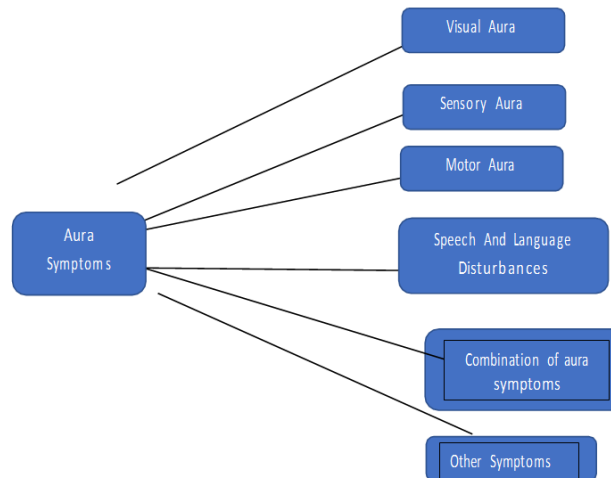 Visual Aura
Sensory Aura
Motor Aura
Aura
Symptoms
Speech And Language
Disturbances
Combination of aura
symptoms
Other Symptoms